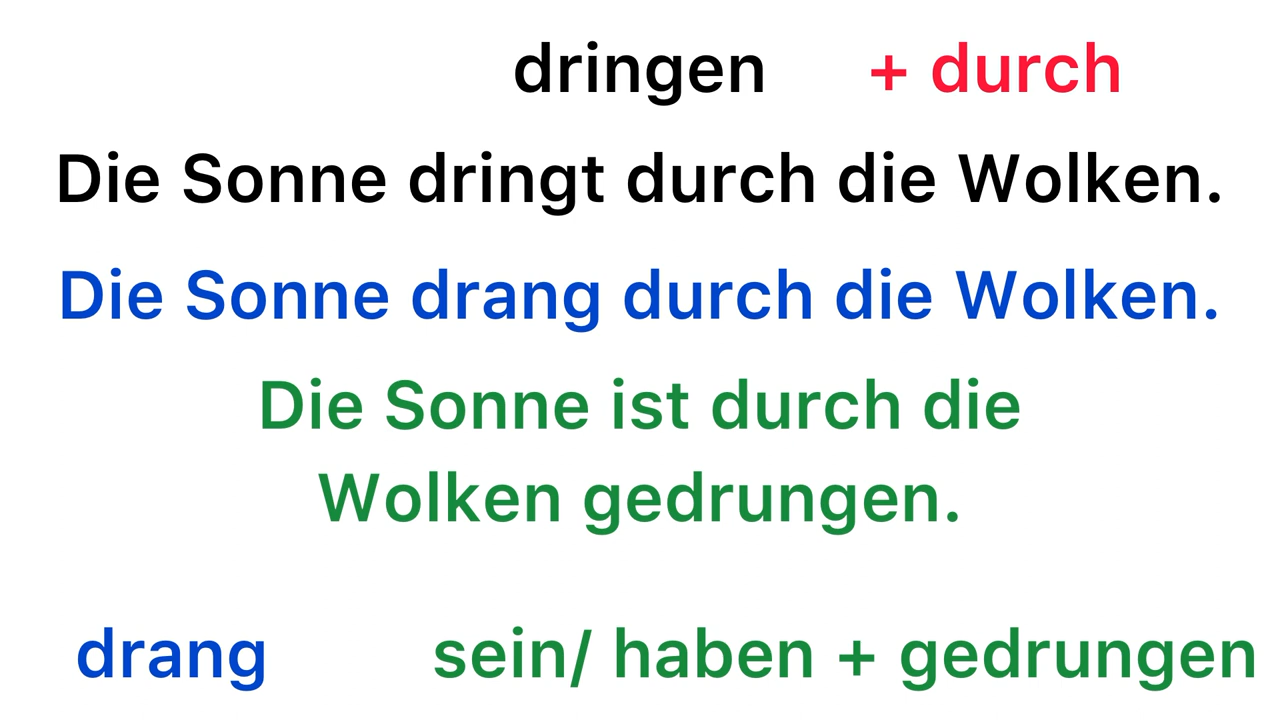 dringen + durch
Die Sonne dringt durch die Wolken.
Die Sonne drang durch die Wolken.
Die Sonne ist durch die
Wolken gedrungen.
drang sein/ haben + gedrungen